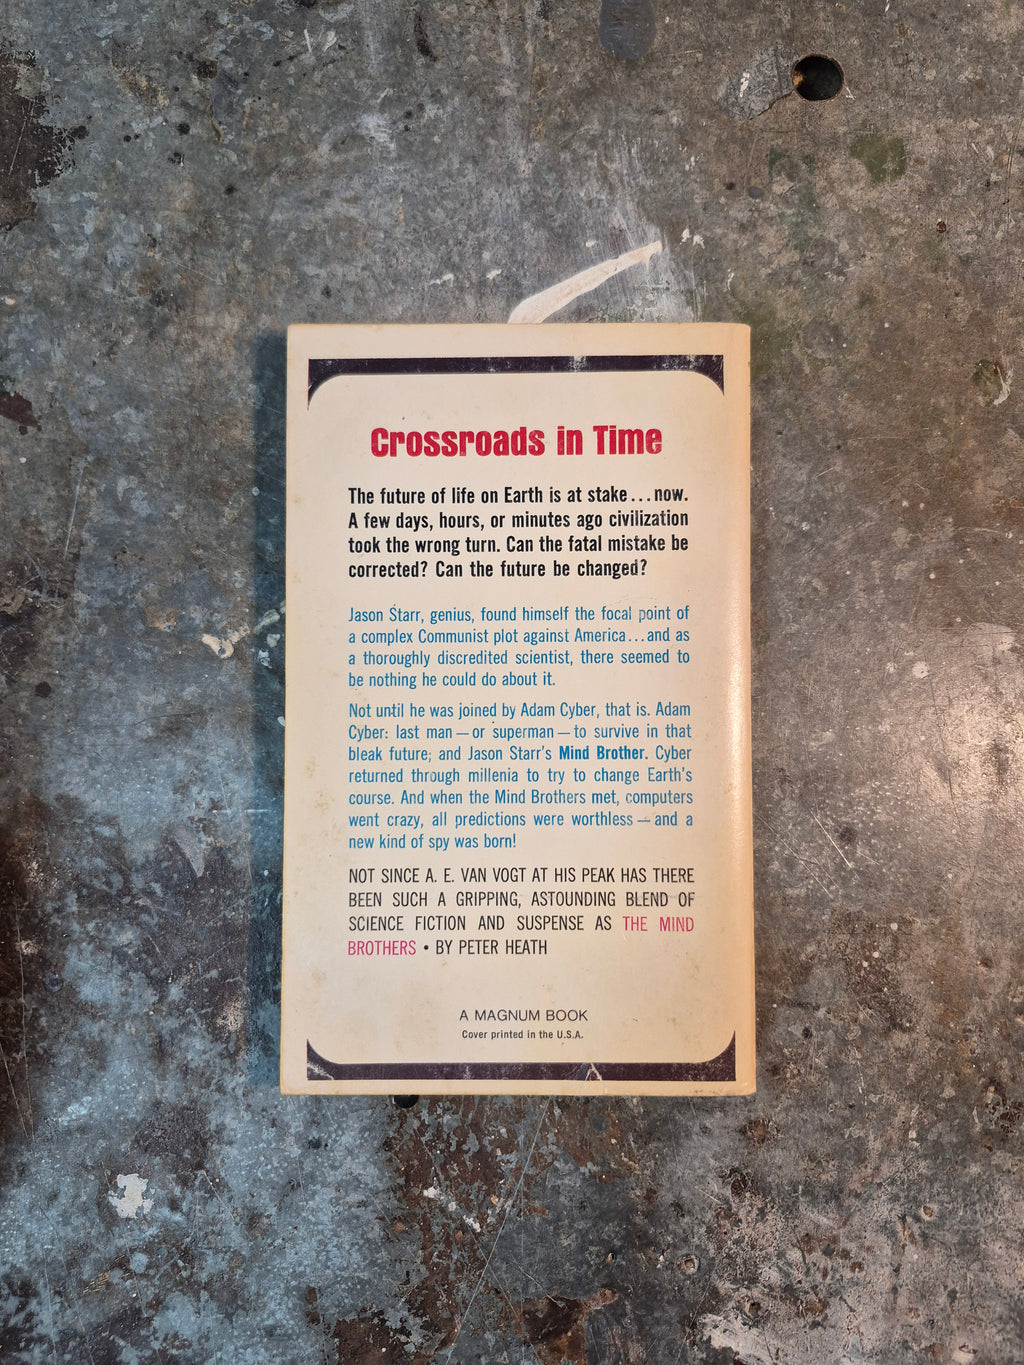 Crossroads in Time
The future of life on Earth is at stake...now.
A few days, hours, or minutes ago civilization
took the wrong turn. Can the fatal mistake be
corrected? Can the future be changed?
Jason Starr, genius, found himself the focal point of
a complex Communist plot against America...and as
a thoroughly discredited scientist, there seemed to
be nothing he could do about it.
Not until he was joined by Adam Cyber, that is. Adam
Cyber: last man—or superman—to survive in that
bleak future; and Jason Starr's Mind Brother. Cyber
returned through millenia to try to change Earth's
course. And when the Mind Brothers met, computers
went crazy, all predictions were worthless—and a
new kind of spy was born!
NOT SINCE A. E. VAN VOGT AT HIS PEAK HAS THERE
BEEN SUCH A GRIPPING, ASTOUNDING BLEND OF
SCIENCE FICTION AND SUSPENSE AS THE MIND
BROTHERS • BY PETER HEATH
A MAGNUM BOOK
Cover printed in the U.S.A.